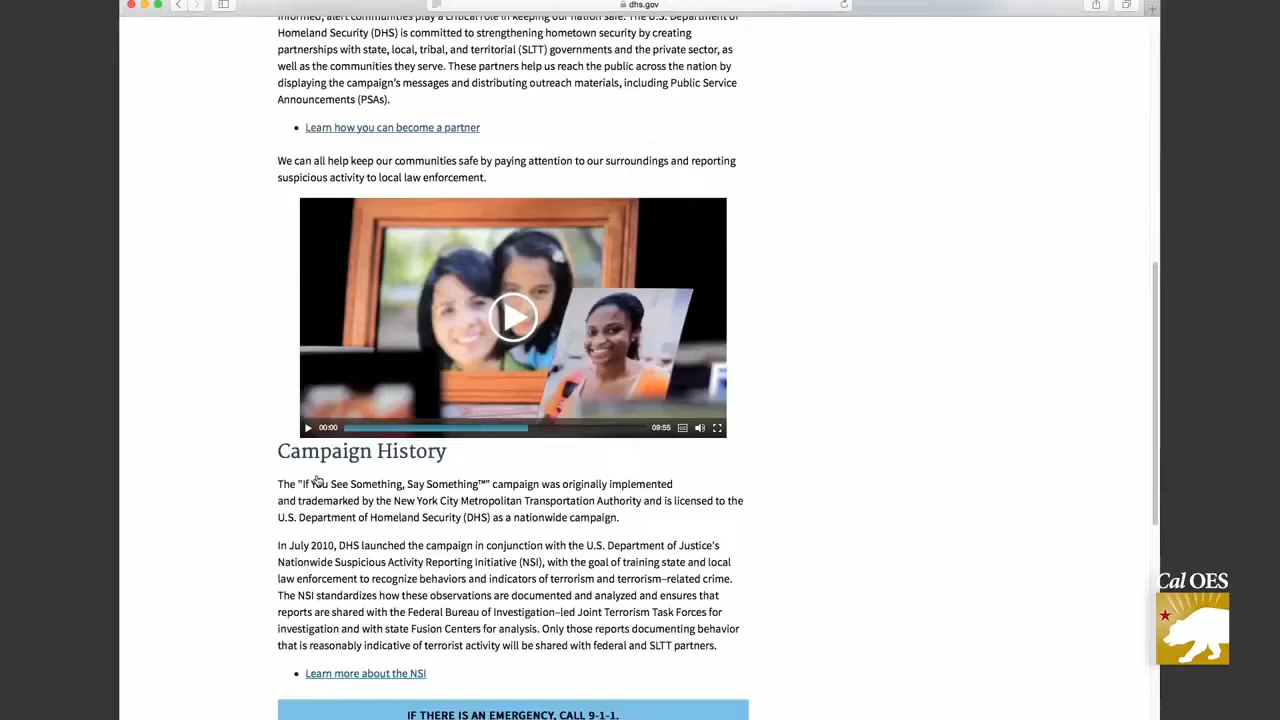 dhs.gov
informed, alert communities play a critical role in keeping our nation safe. The U.S. Department of
Homeland Security (DHS) is committed to strengthening hometown security by creating
partnerships with state, local, tribal, and territorial (SLTT) governments and the private sector, as
well as the communities they serve. These partners help us reach the public across the nation by
displaying the campaign's messages and distributing outreach materials, including Public Service
Announcements (PSAs).
• Learn how you can become a partner
We can all help keep our communities safe by paying attention to our surroundings and reporting
suspicious activity to local law enforcement.
00:00 09:55 CC
Campaign History
The "If You See Something, Say Something™" campaign was originally implemented
and trademarked by the New York City Metropolitan Transportation Authority and is licensed to the
U.S. Department of Homeland Security (DHS) as a nationwide campaign.
In July 2010, DHS launched the campaign in conjunction with the U.S. Department of Justice's
Nationwide Suspicious Activity Reporting Initiative (NSI), with the goal of training state and local
law enforcement to recognize behaviors and indicators of terrorism and terrorism–related crime.
The NSI standardizes how these observations are documented and analyzed and ensures that
reports are shared with the Federal Bureau of Investigation–led Joint Terrorism Task Forces for
investigation and with state Fusion Centers for analysis. Only those reports documenting behavior
that is reasonably indicative of terrorist activity will be shared with federal and SLTT partners.
• Learn more about the NSI
IF THERE IS AN EMERGENCY, CALL 9-1-1.
Cal OES